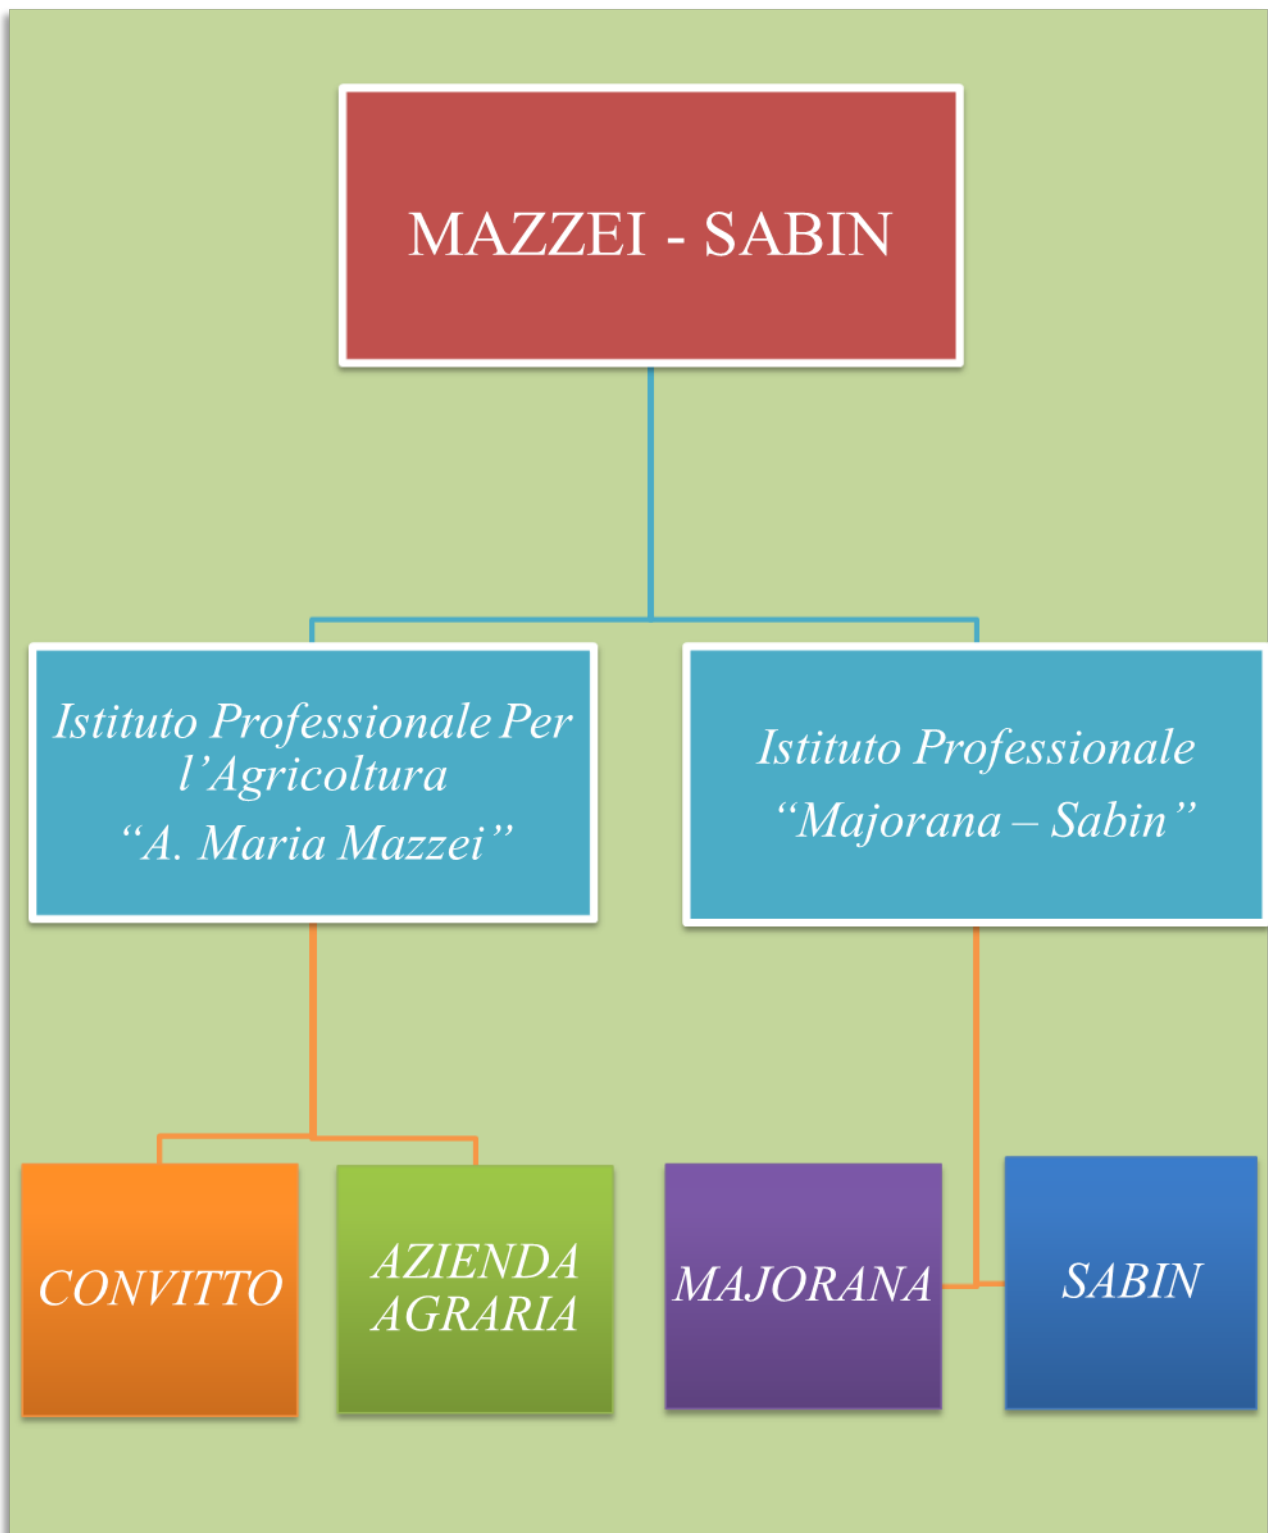 MAZZEI - SABIN
Istituto Professionale Per
l’Agricoltura
“A. Maria Mazzei”
Istituto Professionale
“Majorana – Sabin”
CONVITTO
AZIENDA
AGRARIA
MAJORANA
SABIN